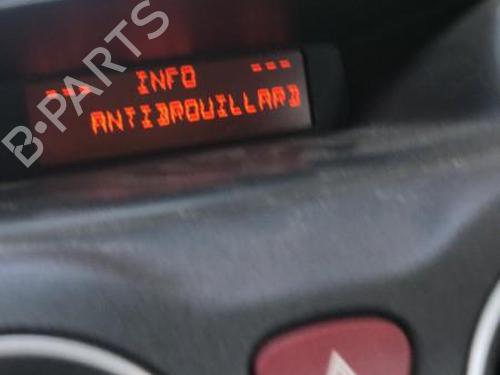 --- INFO ---
ANTIBROUILLARD
B-PARTS